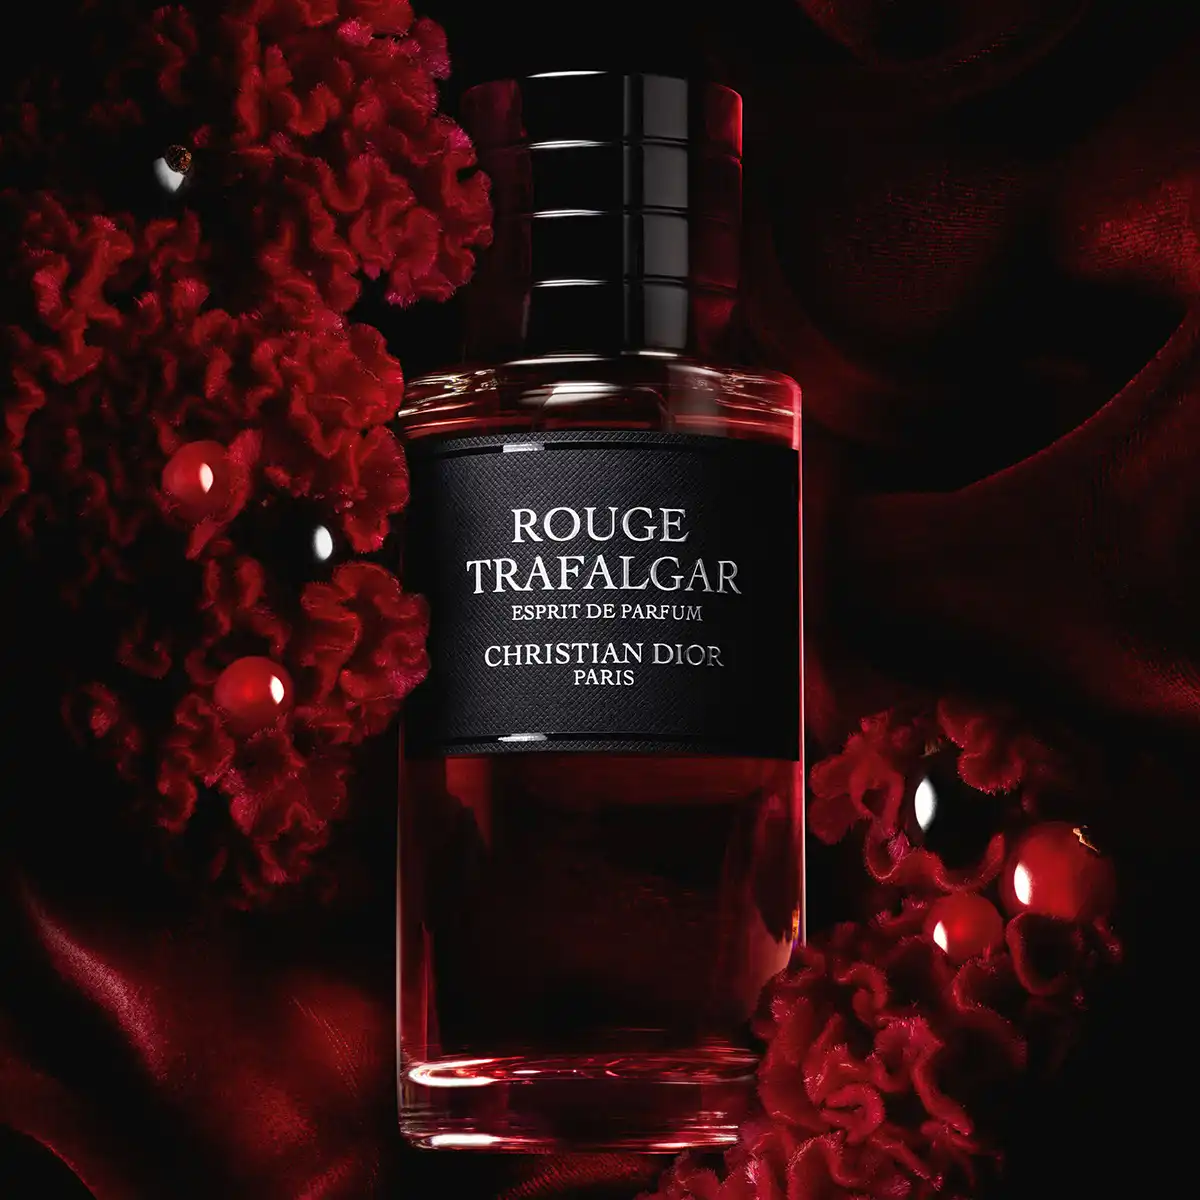 ROUGE
TRAFALGAR
ESPRIT DE PARFUM
CHRISTIAN DIOR
PARIS